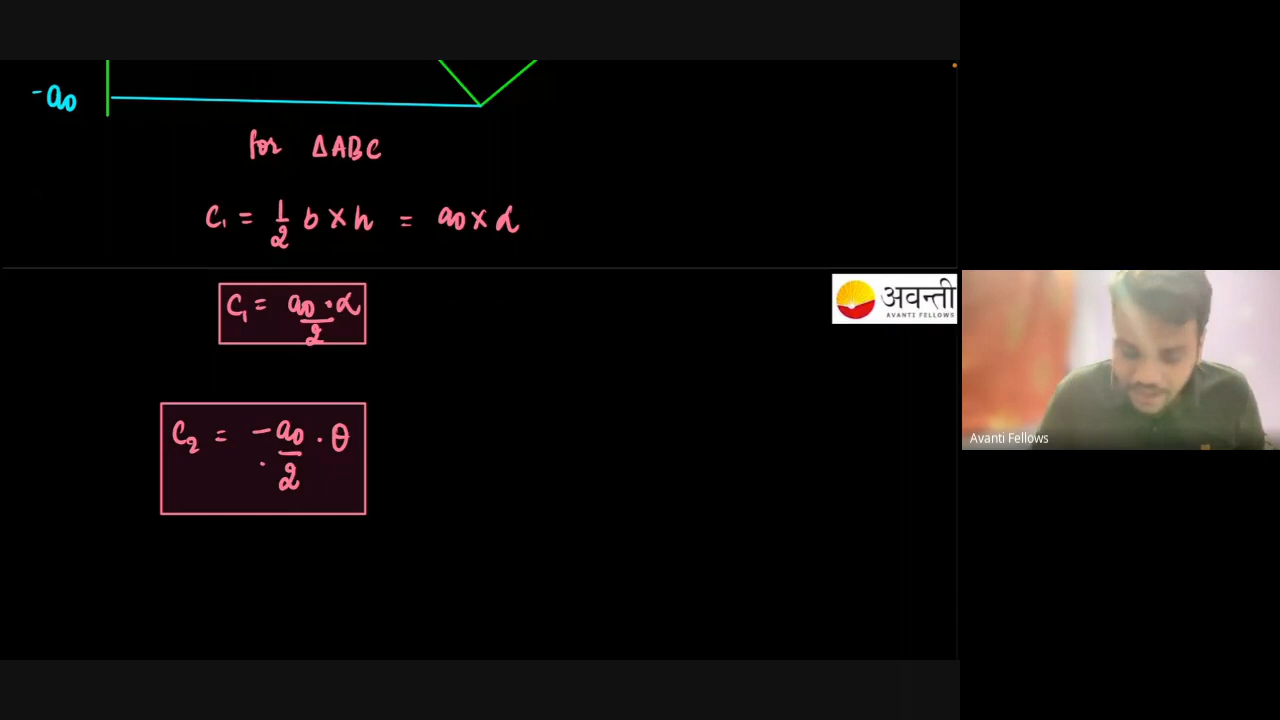 -a₀
for ΔABC
C₁ = 1/2 b × h = a₀ × α
C₁ = a₀/2 · α
C₂ = -a₀/2 · θ
अवन्ती
AVANTI FELLOWS
Avanti Fellows